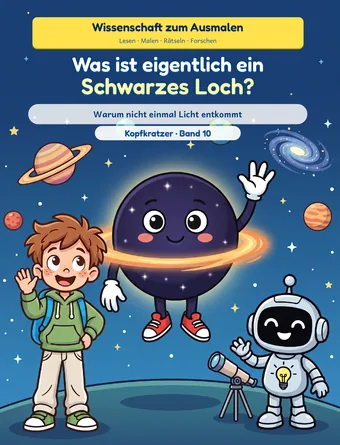 Wissenschaft zum Ausmalen
Lesen · Malen · Rätseln · Forschen
Was ist eigentlich ein
Schwarzes Loch?
Warum nicht einmal Licht entkommt
Kopfkratzer · Band 10